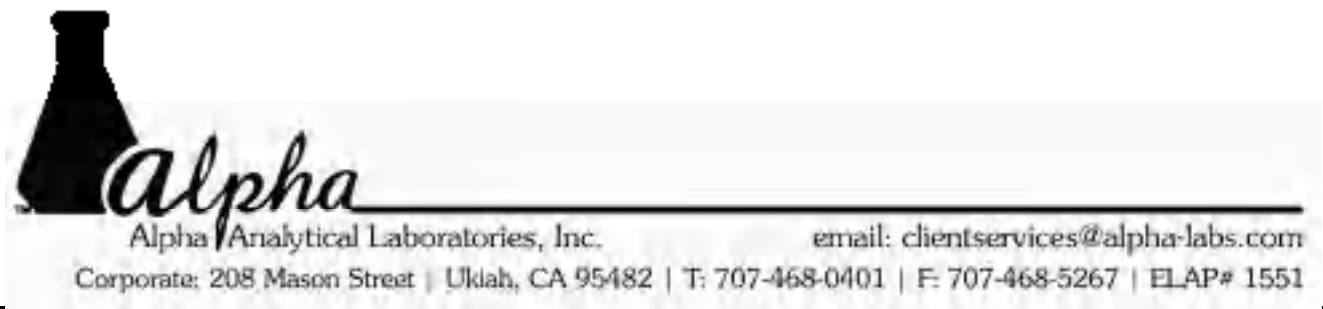 alpha
Alpha Analytical Laboratories, Inc. email: clientservices@alpha-labs.com
Corporate: 208 Mason Street | Ukiah, CA 95482 | T: 707-468-0401 | F: 707-468-5267 | ELAP# 1551